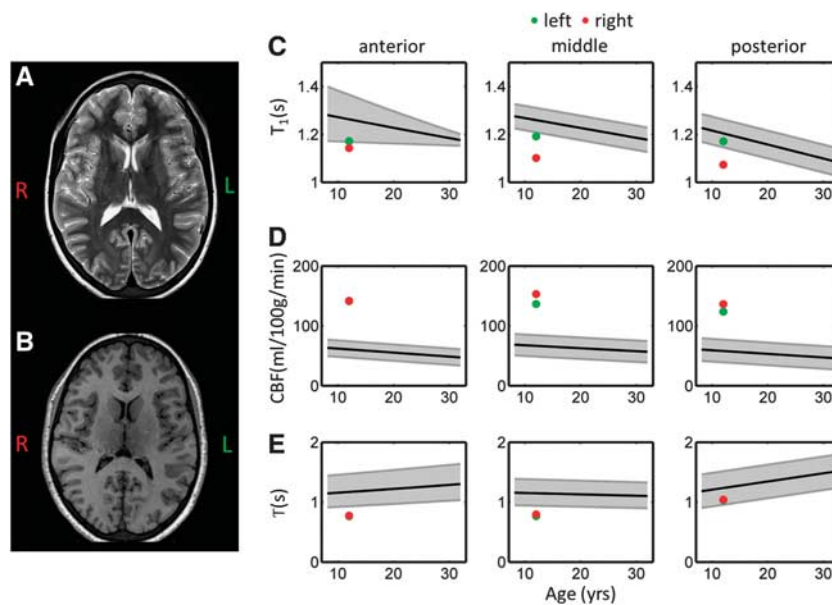 left right
C anterior middle posterior
A
R L
T₁(s)
1.4 1.4 1.4
1.2 1.2 1.2
1 1 1
10 20 30 10 20 30 10 20 30
D
CBF(ml/100g/min)
200 200 200
100 100 100
0 0 0
10 20 30 10 20 30 10 20 30
B
R L
E
T(s)
2 2 2
1 1 1
0 0 0
10 20 30 10 20 30 10 20 30
Age (yrs)